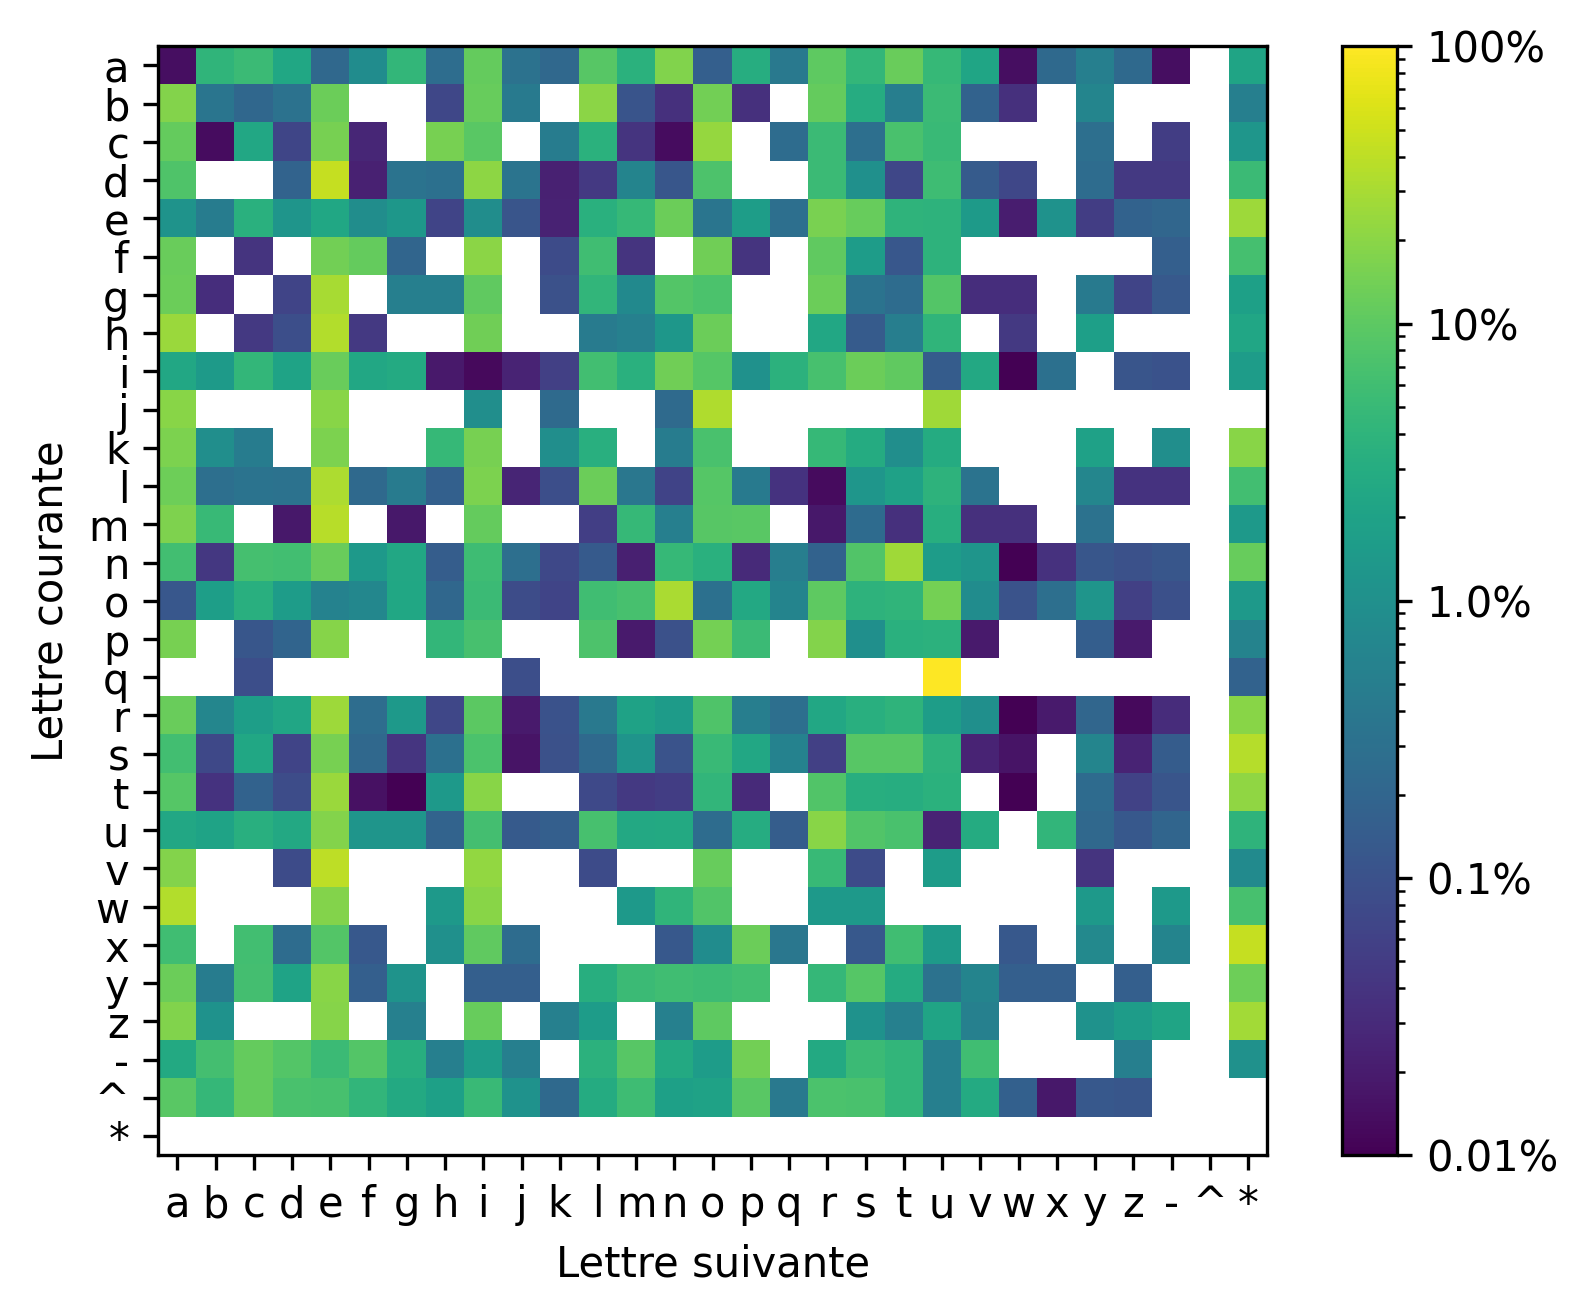 a
b
c
d
e
f
g
h
i
j
k
l
m
n
o
p
q
r
s
t
u
v
w
x
y
z
-
^
*
Lettre courante
a b c d e f g h i j k l m n o p q r s t u v w x y z - ^ *
Lettre suivante
100%
10%
1.0%
0.1%
0.01%